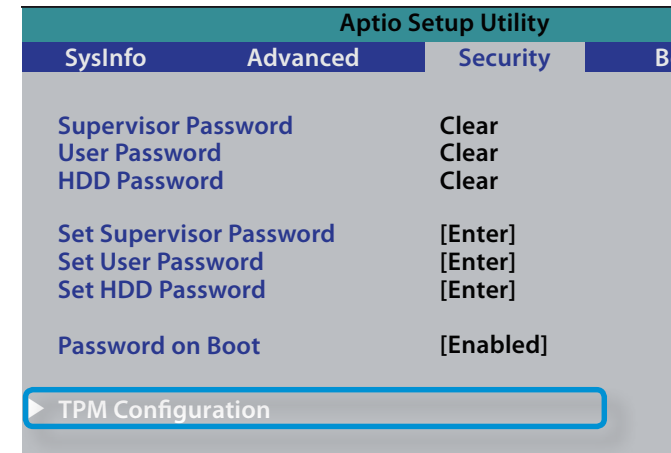 Aptio Setup Utility
SysInfo Advanced Security B
Supervisor Password Clear
User Password Clear
HDD Password Clear
Set Supervisor Password [Enter]
Set User Password [Enter]
Set HDD Password [Enter]
Password on Boot [Enabled]
TPM Configuration